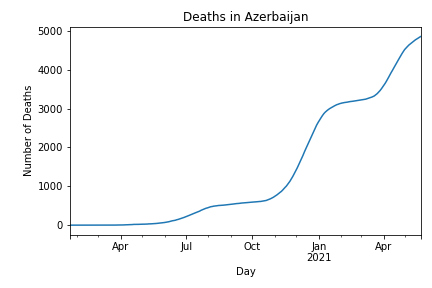 Deaths in Azerbaijan
Number of Deaths
5000
4000
3000
2000
1000
0
Apr Jul Oct Jan Apr
2021
Day